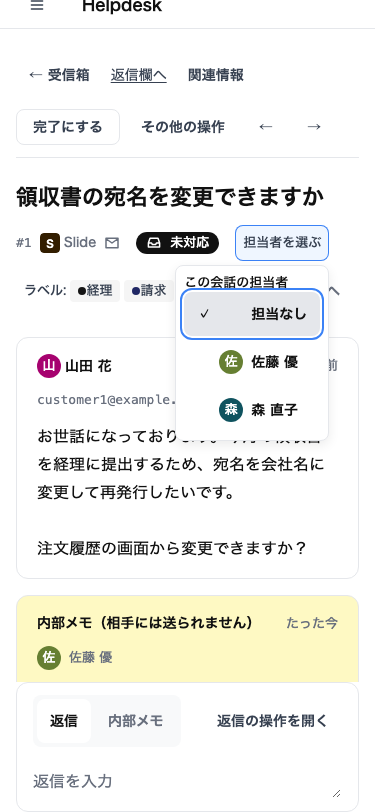 Helpdesk
← 受信箱 返信欄へ 関連情報
完了にする その他の操作 ← →
領収書の宛名を変更できますか
#1 S Slide 未対応 担当者を選ぶ
ラベル: 経理 請求
この会話の担当者
✓ 担当なし
佐 佐藤 優
森 森 直子
山 山田 花 前
customer1@example.
お世話になっており
を経理に提出するため、宛名を会社名に
変更して再発行したいです。
注文履歴の画面から変更できますか？
内部メモ（相手には送られません） たった今
佐 佐藤 優
返信 内部メモ 返信の操作を開く
返信を入力